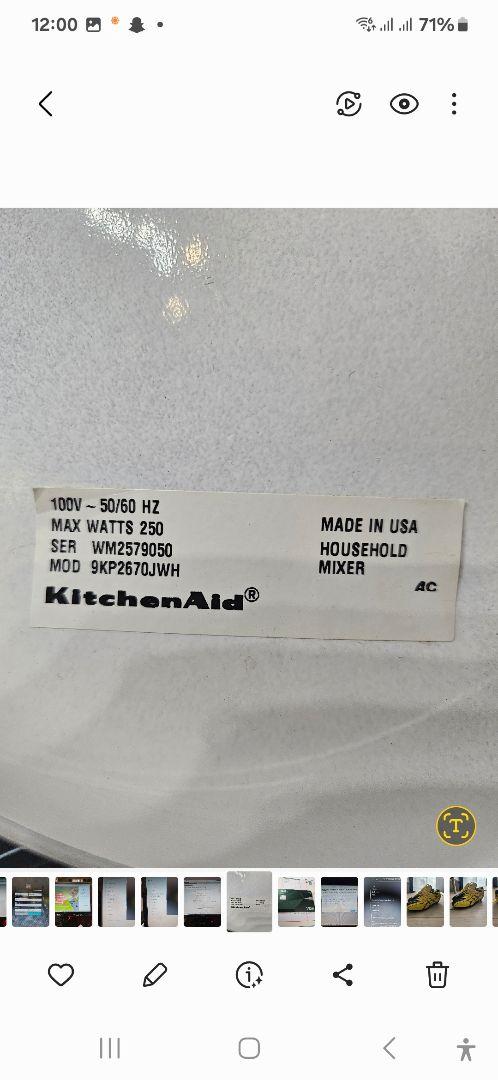 12:00
71%
100V ~ 50/60 HZ
MAX WATTS 250
SER WM2579050
MOD 9KP2670JWH
KitchenAid®
MADE IN USA
HOUSEHOLD
MIXER
AC
T